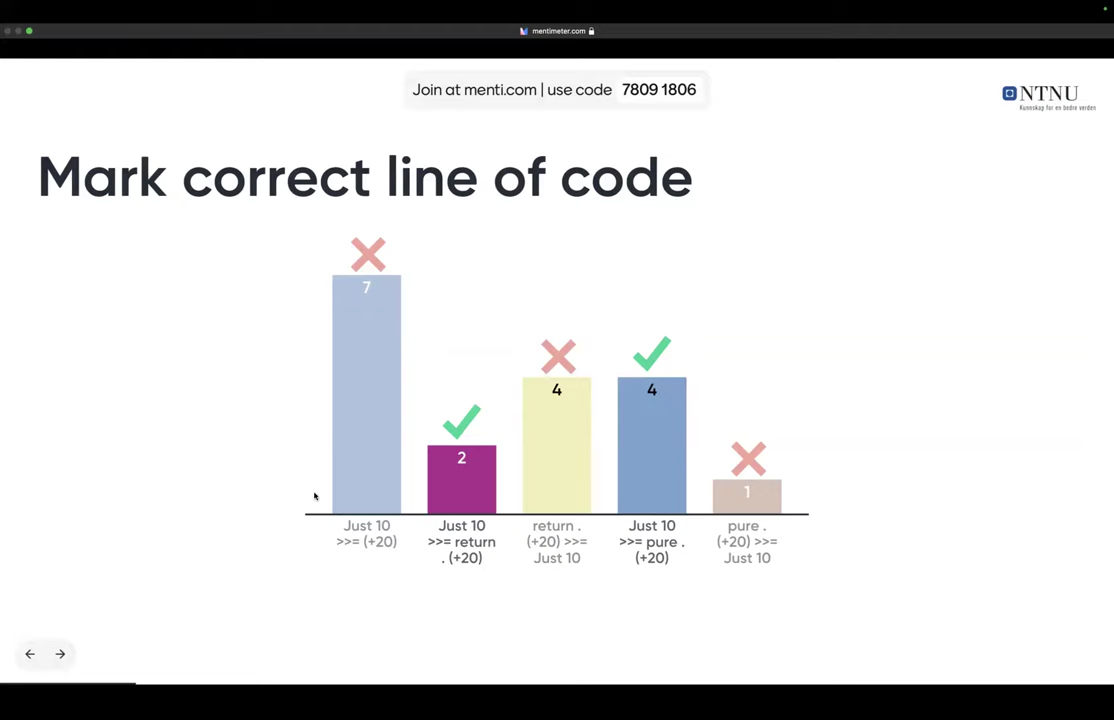 mentimeter.com
Join at menti.com | use code 7809 1806
NTNU
Kunnskap for en bedre verden
Mark correct line of code
7
2
4
4
1
Just 10
>>= (+20)
Just 10
>>= return
. (+20)
return .
(+20) >>=
Just 10
Just 10
>>= pure .
(+20)
pure .
(+20) >>=
Just 10